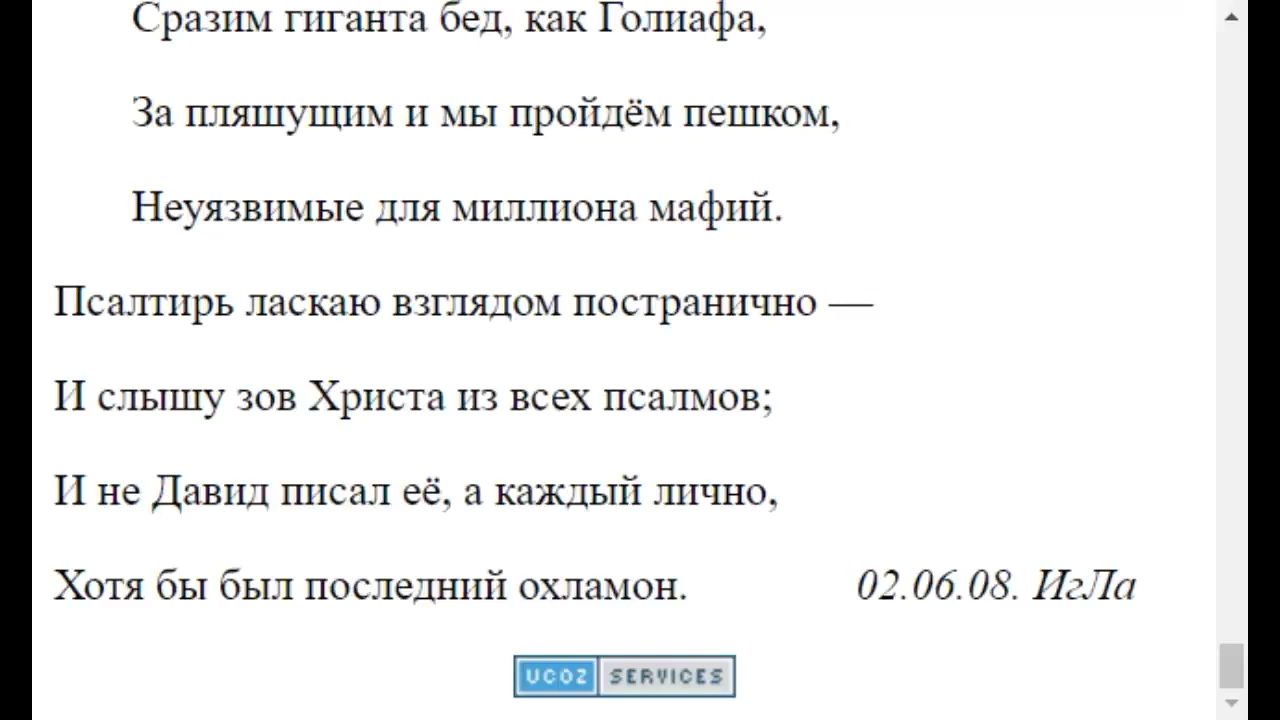 Сразим гиганта бед, как Голиафа,
За пляшущим и мы пройдём пешком,
Неуязвимые для миллиона мафий.
Псалтирь ласкаю взглядом постранично —
И слышу зов Христа из всех псалмов;
И не Давид писал её, а каждый лично,
Хотя бы был последний охламон. 02.06.08. ИгЛа
UCOZ SERVICES